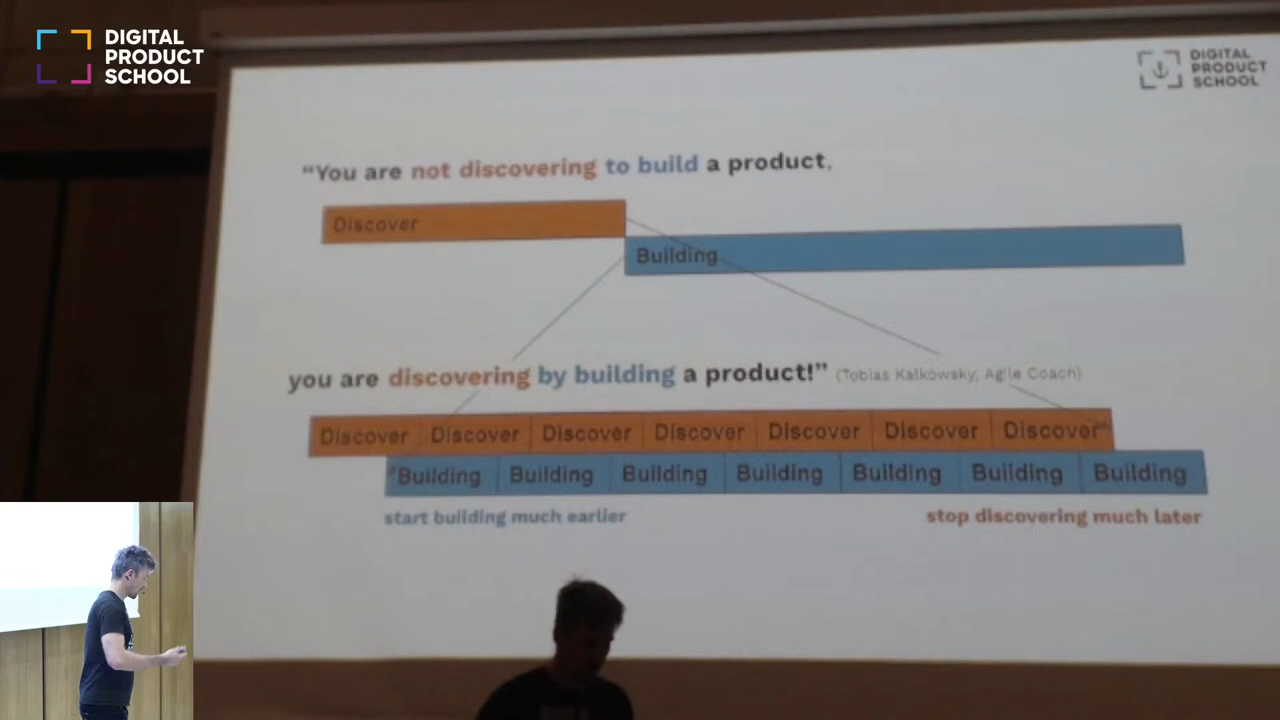 DIGITAL
PRODUCT
SCHOOL
DIGITAL
PRODUCT
SCHOOL
“You are not discovering to build a product,
Discover
Building
you are discovering by building a product!” (Tobias Kalkowsky, Agile Coach)
Discover Discover Discover Discover Discover Discover Discover
Building Building Building Building Building Building Building
start building much earlier
stop discovering much later